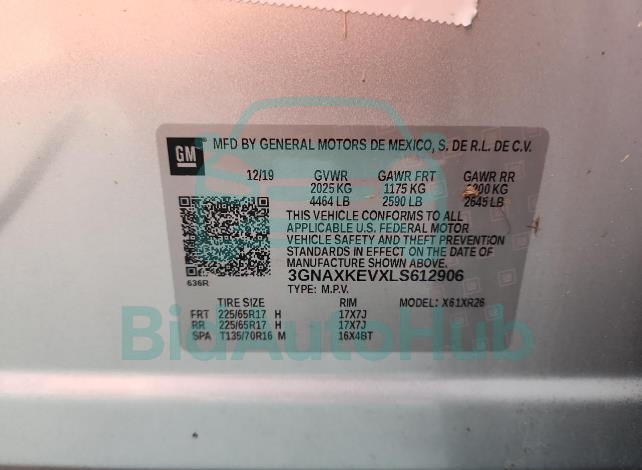 GM
MFD BY GENERAL MOTORS DE MEXICO, S. DE R.L. DE C.V.
12/19 GVWR GAWR FRT GAWR RR
2025 KG 1175 KG 1200 KG
4464 LB 2590 LB 2645 LB
THIS VEHICLE CONFORMS TO ALL
APPLICABLE U.S. FEDERAL MOTOR
VEHICLE SAFETY AND THEFT PREVENTION
STANDARDS IN EFFECT ON THE DATE OF
MANUFACTURE SHOWN ABOVE.
636R
3GNAXKEVXLS612906
TYPE: M.P.V. MODEL: X61XR26
TIRE SIZE RIM
FRT 225/65R17 H 17X7J
RR 225/65R17 H 17X7J
SPA T135/70R16 M 16X4BT
BidAutoHub